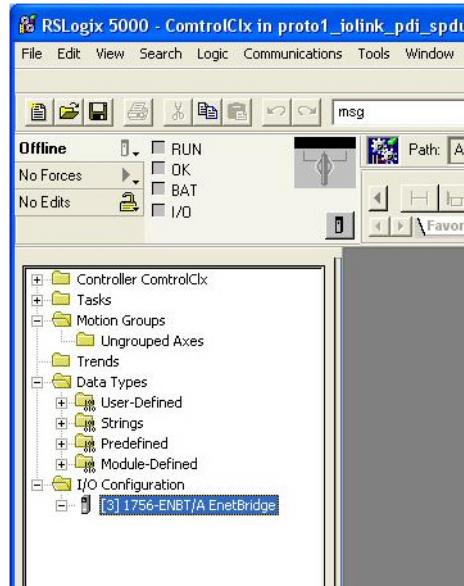 RSLogix 5000 - ComtrolClx in proto1_iolink_pdi_spdu
File Edit View Search Logic Communications Tools Window
msg
Offline RUN Path:
No Forces OK
BAT
No Edits I/O
Favor
Controller ComtrolClx
Tasks
Motion Groups
Ungrouped Axes
Trends
Data Types
User-Defined
Strings
Predefined
Module-Defined
I/O Configuration
[3] 1756-ENBT/A EnetBridge